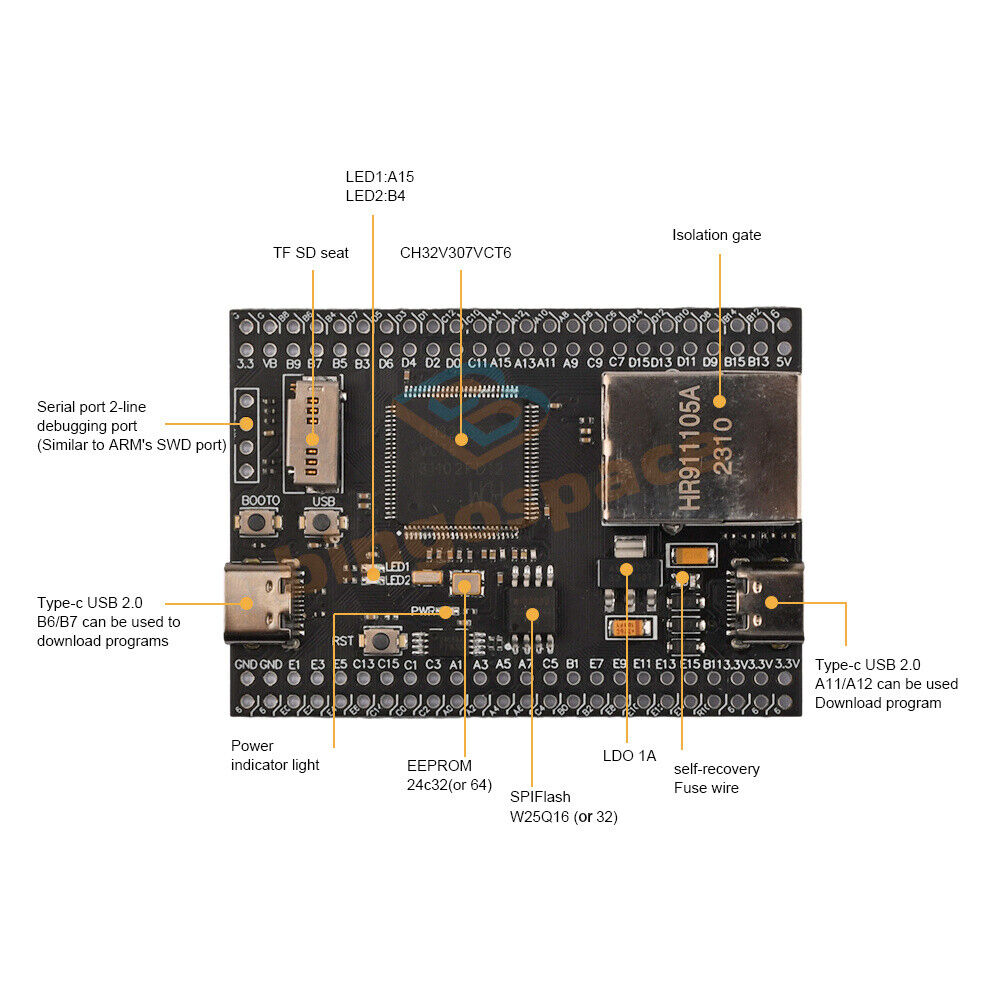 LED1:A15
LED2:B4
Isolation gate
TF SD seat
CH32V307VCT6
3.3 VB B9 B7 B5 B3 D6 D4 D2 D0 C11 A15 A13 A11 A9 C9 C7 D15 D13 D11 D9 B15 B13 5V
Serial port 2-line
debugging port
(Similar to ARM's SWD port)
HR911105A
2310
BOOT0
USB
bingospace
LED1
LED2
PWR
RST
Type-c USB 2.0
B6/B7 can be used to
download programs
GND GND E1 E3 E5 C13 C15 C1 C3 A1 A3 A5 A7 C5 B1 E7 E9 E11 E13 E15 B11 3.3V 3.3V 3.3V
Type-c USB 2.0
A11/A12 can be used
Download program
Power
indicator light
EEPROM
24c32(or 64)
SPIFlash
W25Q16 (or 32)
LDO 1A
self-recovery
Fuse wire